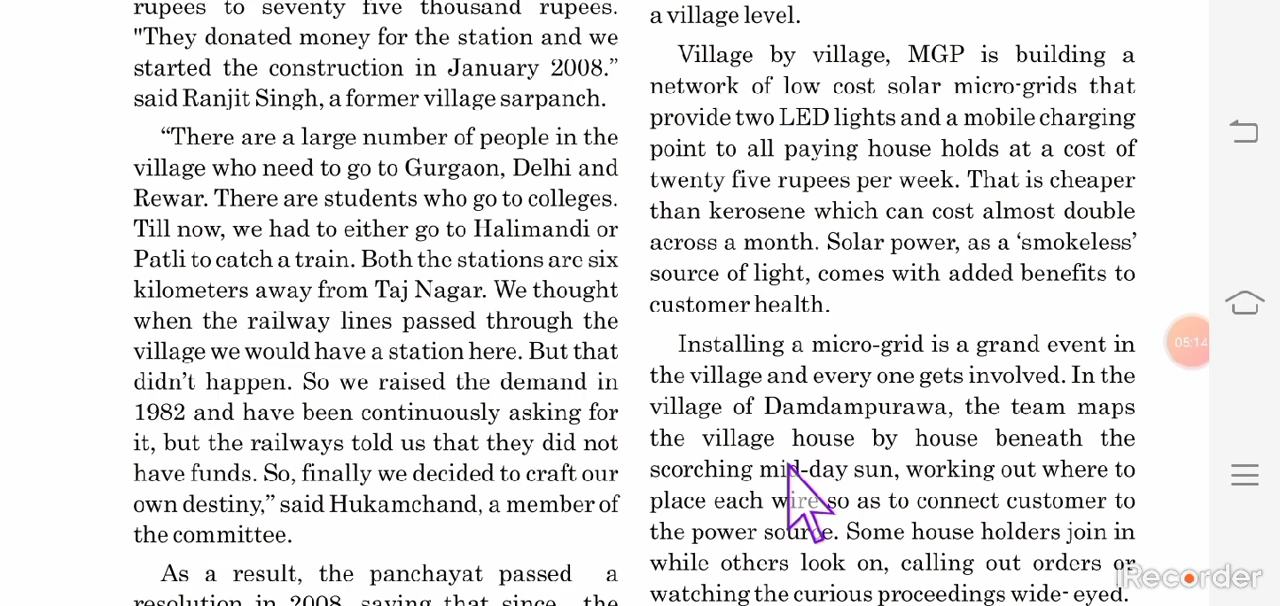 rupees to seventy five thousand rupees.
"They donated money for the station and we
started the construction in January 2008.”
said Ranjit Singh, a former village sarpanch.
“There are a large number of people in the
village who need to go to Gurgaon, Delhi and
Rewar. There are students who go to colleges.
Till now, we had to either go to Halimandi or
Patli to catch a train. Both the stations are six
kilometers away from Taj Nagar. We thought
when the railway lines passed through the
village we would have a station here. But that
didn’t happen. So we raised the demand in
1982 and have been continuously asking for
it, but the railways told us that they did not
have funds. So, finally we decided to craft our
own destiny,” said Hukamchand, a member of
the committee.
As a result, the panchayat passed a
resolution in 2008, saying that since the
a village level.
Village by village, MGP is building a
network of low cost solar micro-grids that
provide two LED lights and a mobile charging
point to all paying house holds at a cost of
twenty five rupees per week. That is cheaper
than kerosene which can cost almost double
across a month. Solar power, as a ‘smokeless’
source of light, comes with added benefits to
customer health.
Installing a micro-grid is a grand event in
the village and every one gets involved. In the
village of Damdampurawa, the team maps
the village house by house beneath the
scorching mid-day sun, working out where to
place each wire so as to connect customer to
the power source. Some house holders join in
while others look on, calling out orders or
watching the curious proceedings wide- eyed.
05:14
iRecorder